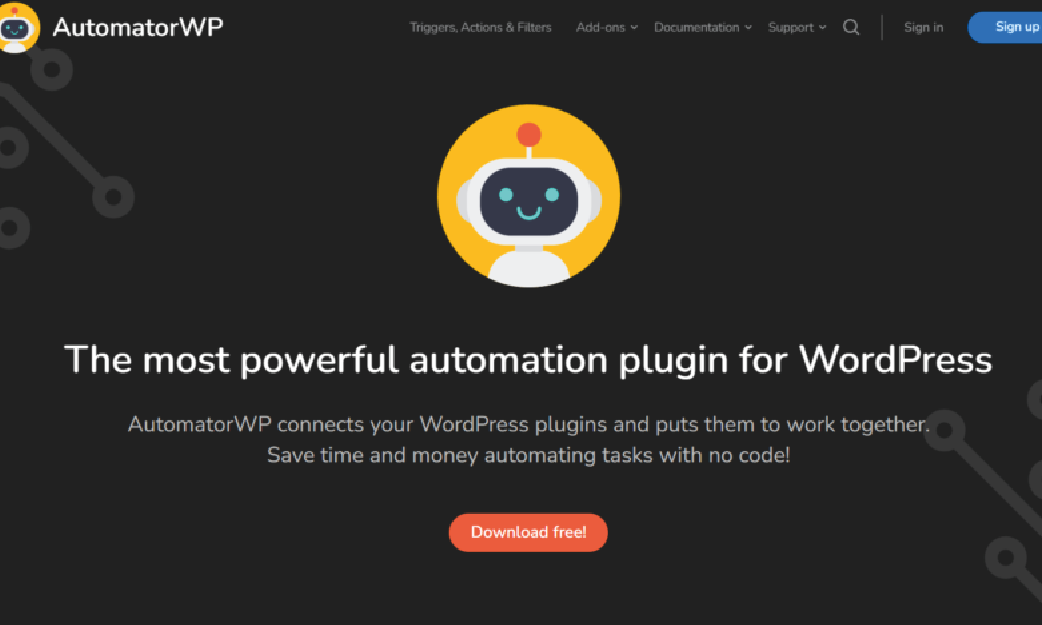 AutomatorWP
Triggers, Actions & Filters Add-ons Documentation Support Sign in Sign up
The most powerful automation plugin for WordPress
AutomatorWP connects your WordPress plugins and puts them to work together.
Save time and money automating tasks with no code!
Download free!